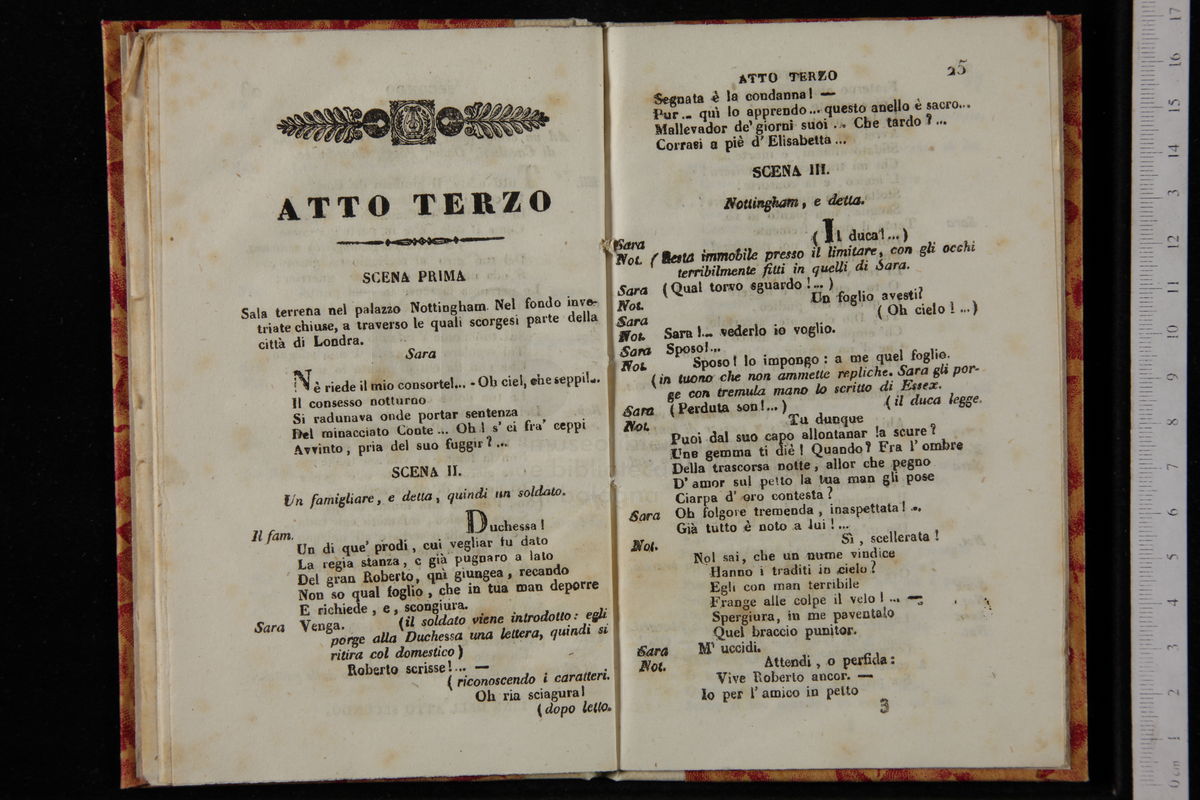 ATTO TERZO
SCENA PRIMA
Sala terrena nel palazzo Nottingham. Nel fondo inve-
triate chiuse, a traverso le quali scorgesi parte della
città di Londra.
Sara
Nè riede il mio consorte!... - Oh ciel, che seppi!...
Il consesso notturno
Si radunava onde portar sentenza
Del minacciato Conte ... Oh! s' ei fra' ceppi
Avvinto, pria del suo fuggir? ...
SCENA II.
Un famigliare, e detta, quindi un soldato.
Il fam. Duchessa!
Un di que' prodi, cui vegliar fu dato
La regia stanza, e già pugnaro a lato
Del gran Roberto, quì giungea, recando
Non so qual foglio, che in tua man deporre
E richiede, e, scongiura.
Sara Venga. (il soldato viene introdotto: egli
porge alla Duchessa una lettera, quindi si
ritira col domestico)
Roberto scrisse!... —
(riconoscendo i caratteri.
Oh ria sciagura!
(dopo letto.
ATTO TERZO 25
Segnata è la condanna! —
Pur... quì lo apprendo... questo anello è sacro...
Mallevador de' giorni suoi ... Che tardo? ...
Corrasi a piè d' Elisabetta ...
SCENA III.
Nottingham, e detta.
Sara (Il duca!...)
Not. (Resta immobile presso il limitare, con gli occhi
terribilmente fitti in quelli di Sara.
Sara (Qual torvo sguardo!... )
Not. Un foglio avesti?
Sara (Oh cielo! ...)
Not. Sara!... vederlo io voglio.
Sara Sposo!...
Not. Sposo! lo impongo: a me quel foglio.
(in tuono che non ammette repliche. Sara gli por-
ge con tremula mano lo scritto di Essex.
Sara (Perduta son!...) (il duca legge.
Not. Tu dunque
Puoi dal suo capo allontanar la scure?
Une gemma ti diè! Quando? Fra l' ombre
Della trascorsa notte, allor che pegno
D' amor sul petto la tua man gli pose
Ciarpa d' oro contesta?
Sara Oh folgore tremenda, inaspettata! ...
Già tutto è noto a lui!...
Not. Sì, scellerata!
Nol sai, che un nume vindice
Hanno i traditi in cielo?
Egli con man terribile
Frange alle colpe il velo! ... —
Spergiura, in me paventalo
Quel braccio punitor.
Sara M' uccidi.
Not. Attendi, o perfida:
Vive Roberto ancor. —
Io per l' amico in petto
3